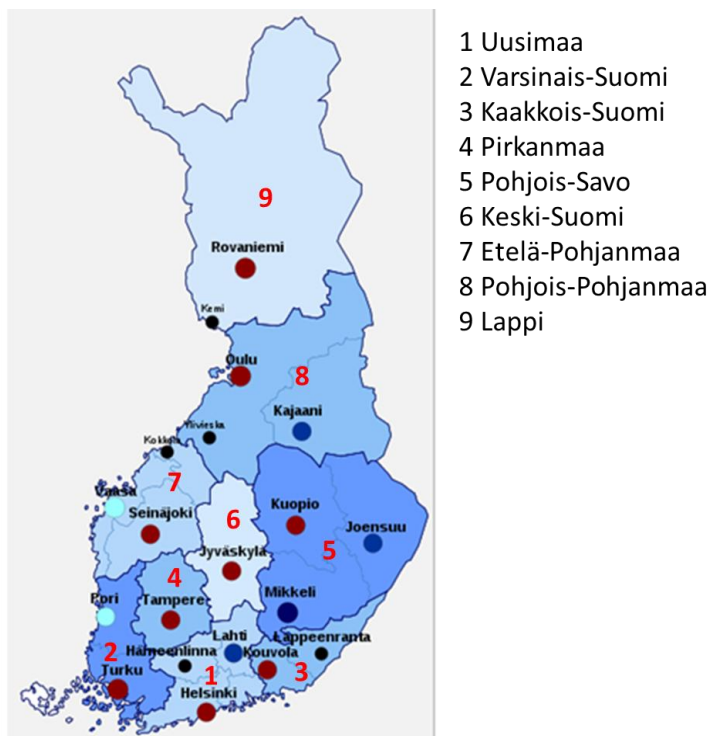 1 Uusimaa
2 Varsinais-Suomi
3 Kaakkois-Suomi
4 Pirkanmaa
5 Pohjois-Savo
6 Keski-Suomi
7 Etelä-Pohjanmaa
8 Pohjois-Pohjanmaa
9 Lappi
9
Rovaniemi
Kemi
Oulu
8
Kajaani
Ylivieska
Kokkola
7
Vaasa
Seinäjoki
6
Kuopio
Joensuu
5
Jyväskylä
4
Pori
Tampere
Mikkeli
Lahti
Lappeenranta
2
Hämeenlinna
Kouvola
Turku
1
3
Helsinki